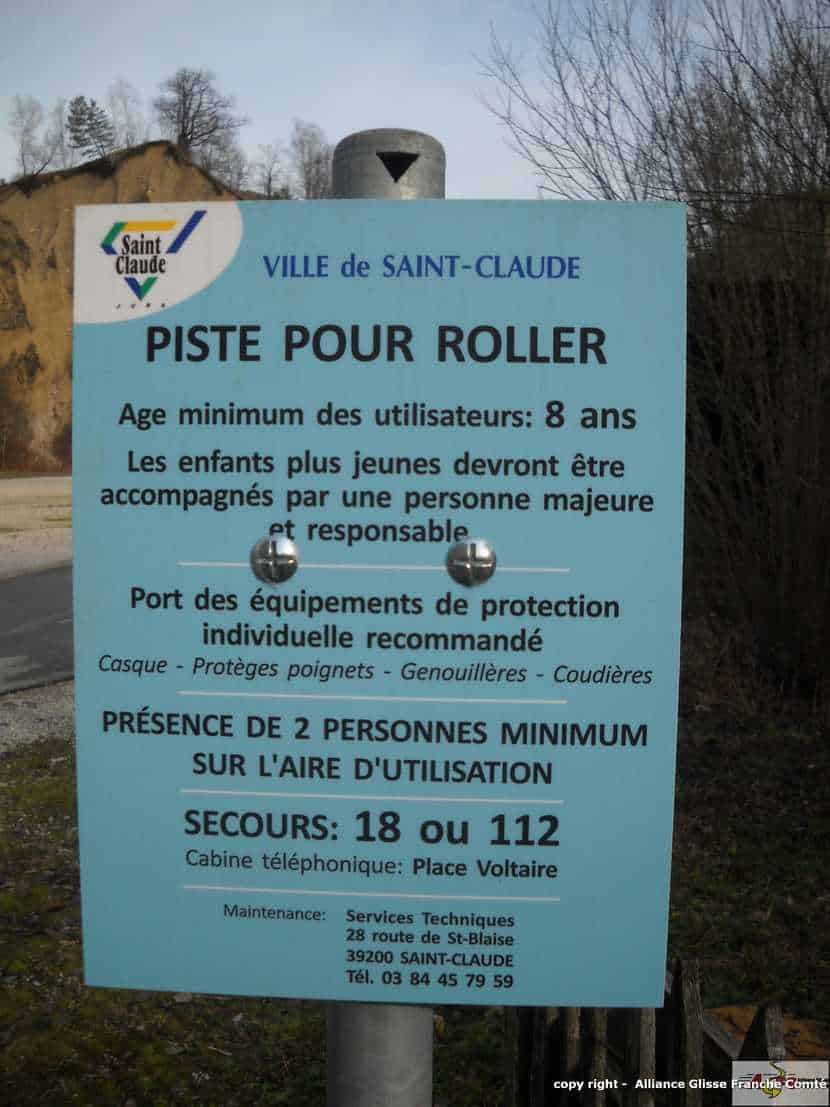 Saint
Claude
JURA
VILLE de SAINT-CLAUDE
PISTE POUR ROLLER
Age minimum des utilisateurs: 8 ans
Les enfants plus jeunes devront être
accompagnés par une personne majeure
et responsable
Port des équipements de protection
individuelle recommandé
Casque - Protèges poignets - Genouillères - Coudières
PRÉSENCE DE 2 PERSONNES MINIMUM
SUR L'AIRE D'UTILISATION
SECOURS: 18 ou 112
Cabine téléphonique: Place Voltaire
Maintenance: Services Techniques
28 route de St-Blaise
39200 SAINT-CLAUDE
Tél. 03 84 45 79 59
copy right - Alliance Glisse Franche Comté